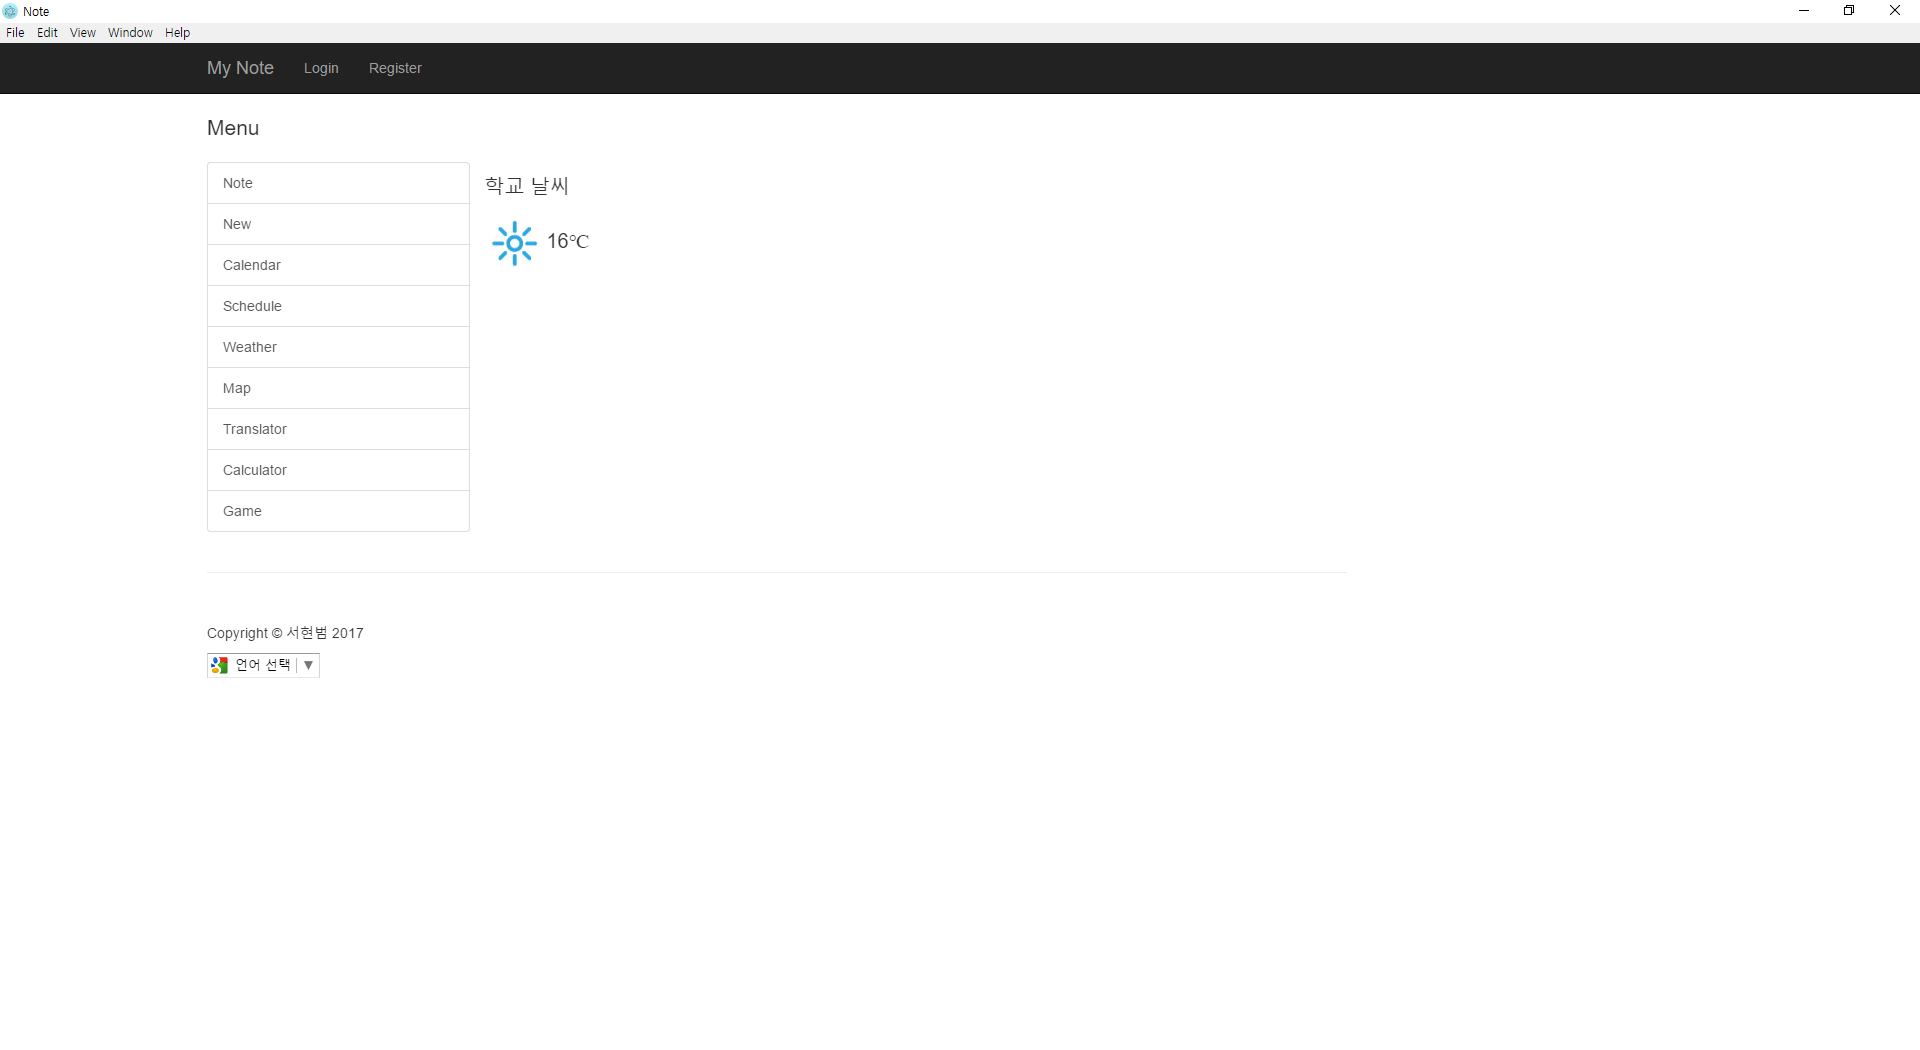 Note
File Edit View Window Help
My Note Login Register
Menu
Note
New
Calendar
Schedule
Weather
Map
Translator
Calculator
Game
학교 날씨
16℃
Copyright © 서현범 2017
언어 선택 ▼